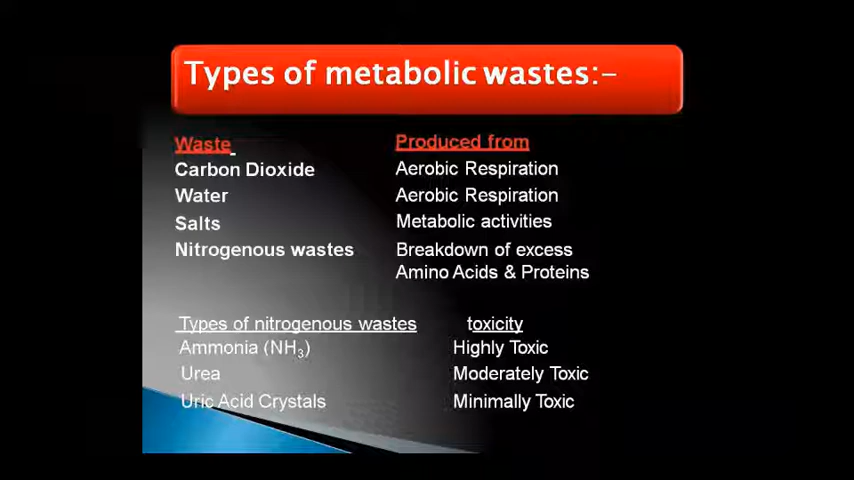 Types of metabolic wastes:-
Waste Produced from
Carbon Dioxide Aerobic Respiration
Water Aerobic Respiration
Salts Metabolic activities
Nitrogenous wastes Breakdown of excess
Amino Acids & Proteins
Types of nitrogenous wastes toxicity
Ammonia (NH₃) Highly Toxic
Urea Moderately Toxic
Uric Acid Crystals Minimally Toxic